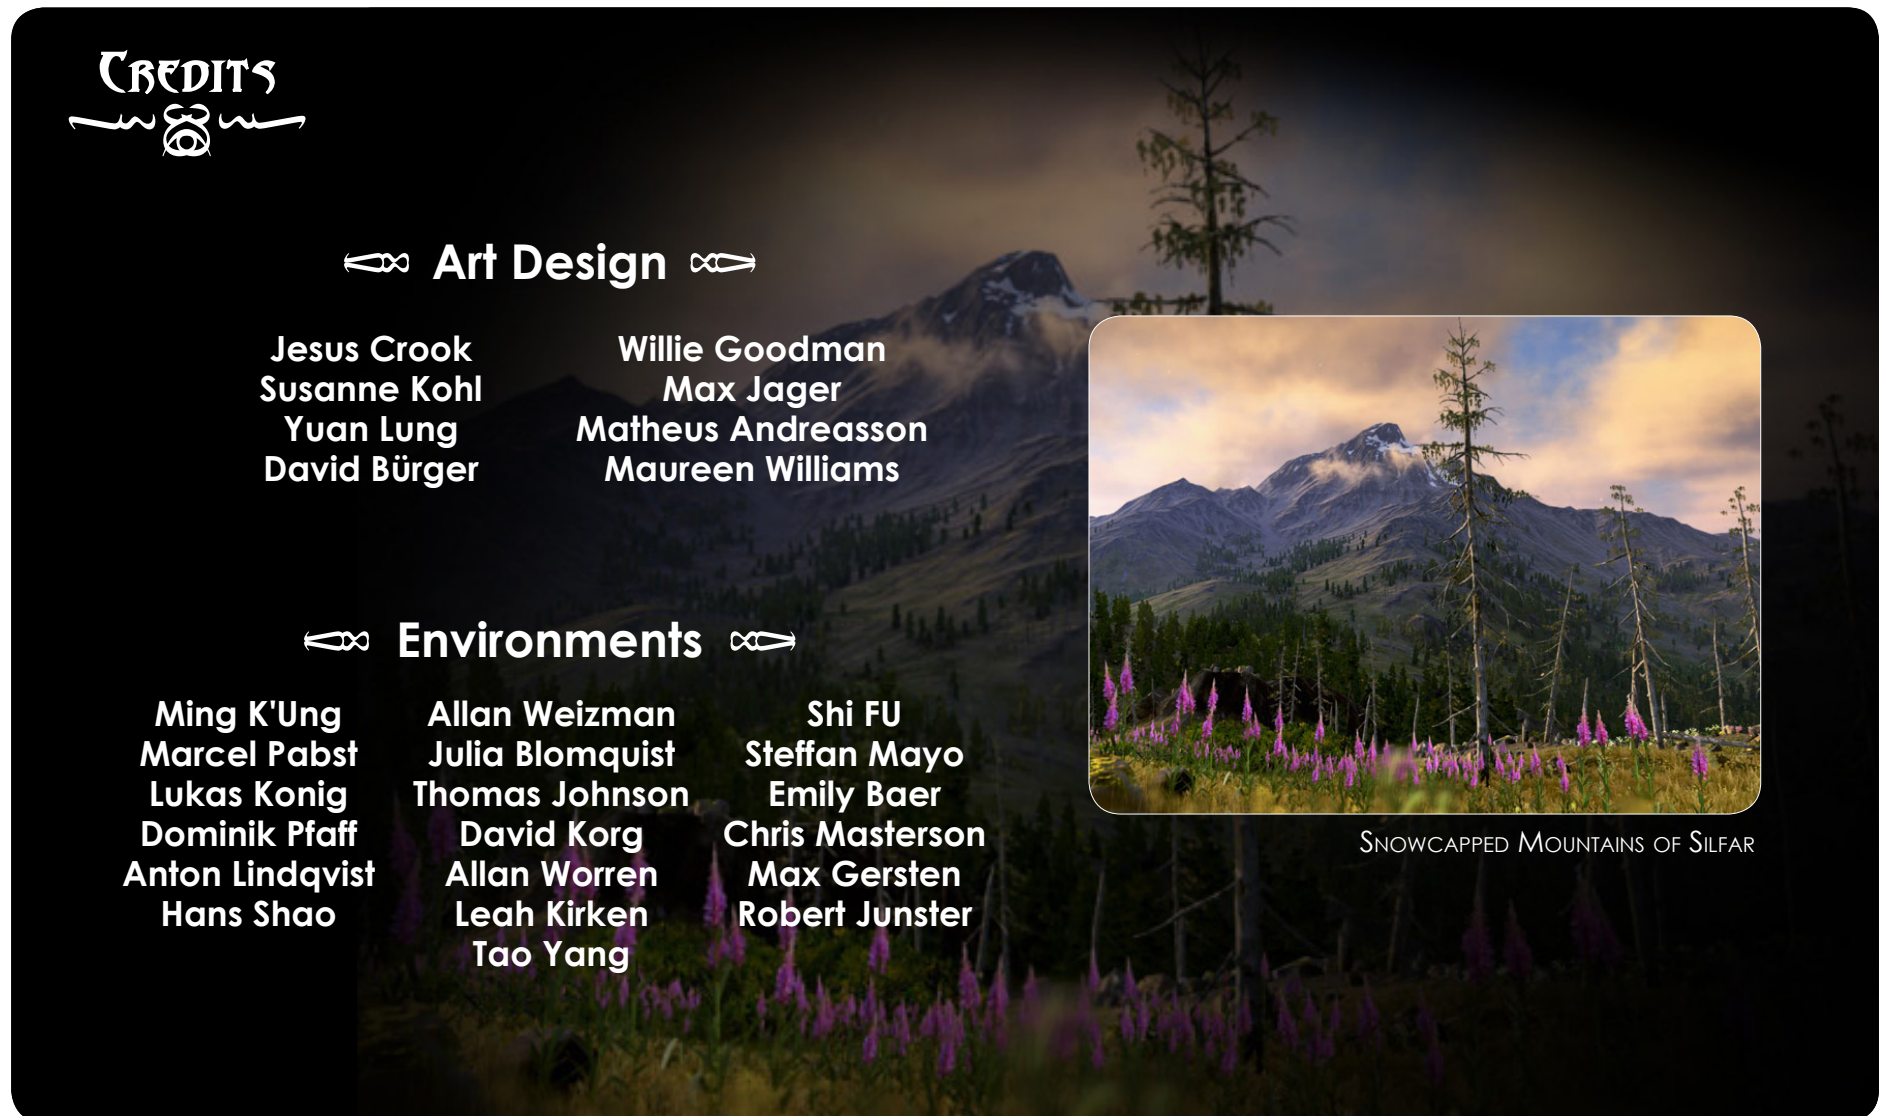 Credits
Art Design
Jesus Crook
Susanne Kohl
Yuan Lung
David Bürger
Willie Goodman
Max Jager
Matheus Andreasson
Maureen Williams
Environments
Ming K'Ung
Marcel Pabst
Lukas Konig
Dominik Pfaff
Anton Lindqvist
Hans Shao
Allan Weizman
Julia Blomquist
Thomas Johnson
David Korg
Allan Worren
Leah Kirken
Tao Yang
Shi FU
Steffan Mayo
Emily Baer
Chris Masterson
Max Gersten
Robert Junster
Snowcapped Mountains of Silfar